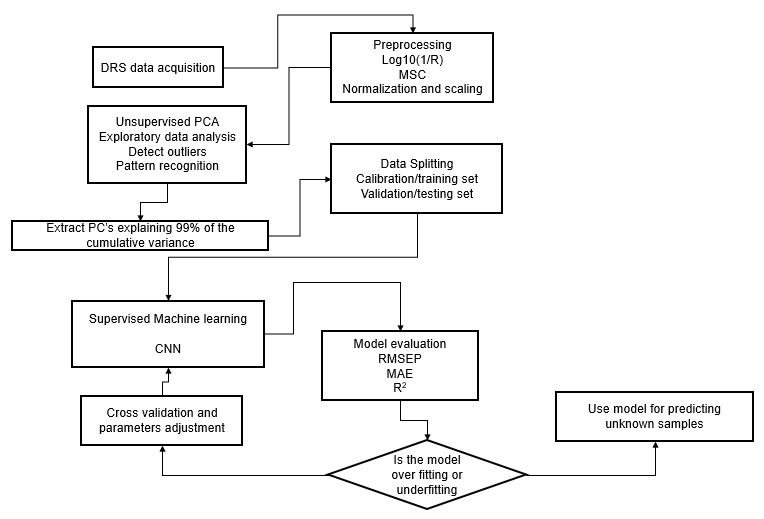 DRS data acquisition
Preprocessing
Log10(1/R)
MSC
Normalization and scaling
Unsupervised PCA
Exploratory data analysis
Detect outliers
Pattern recognition
Data Splitting
Calibration/training set
Validation/testing set
Extract PC's explaining 99% of the
cumulative variance
Supervised Machine learning
CNN
Model evaluation
RMSEP
MAE
R²
Cross validation and
parameters adjustment
Use model for predicting
unknown samples
Is the model
over fitting or
underfitting